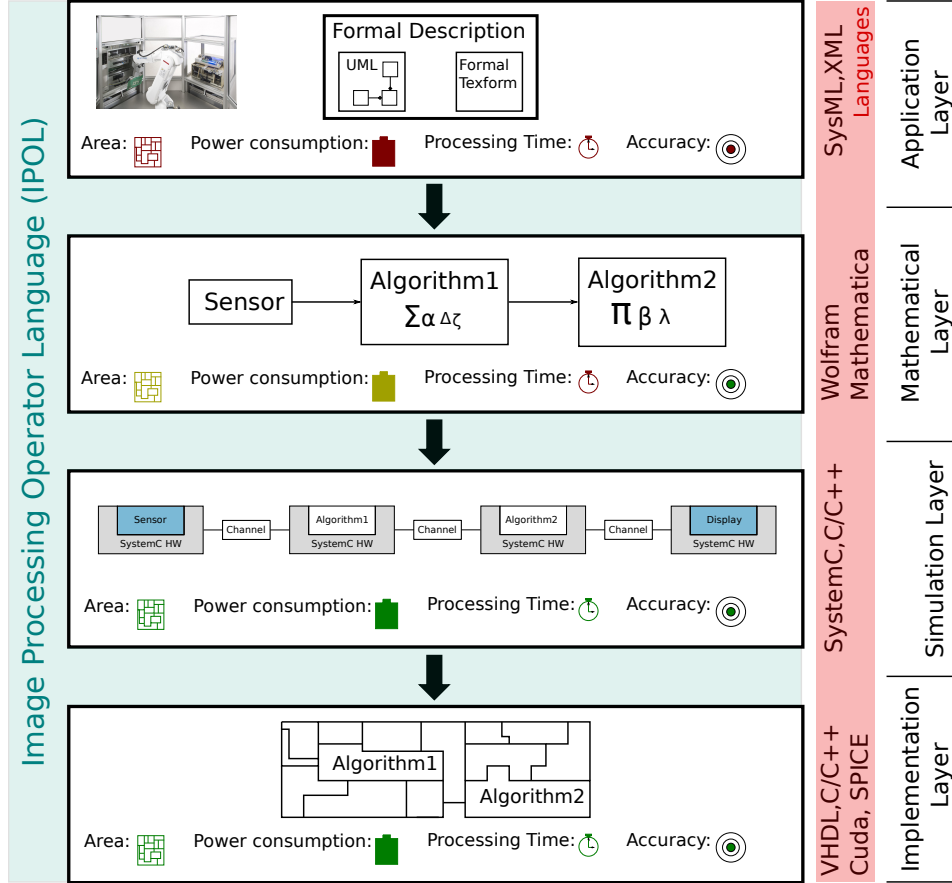 Image Processing Operator Language (IPOL)
Formal Description
UML
Formal
Texform
Area:
Power consumption:
Processing Time:
Accuracy:
SysML,XML
Languages
Application
Layer
Sensor
Algorithm1
Σα Δζ
Algorithm2
π β λ
Area:
Power consumption:
Processing Time:
Accuracy:
Wolfram
Mathematica
Mathematical
Layer
Sensor
SystemC HW
Channel
Algorithm1
SystemC HW
Channel
Algorithm2
SystemC HW
Channel
Display
SystemC HW
Area:
Power consumption:
Processing Time:
Accuracy:
SystemC,C/C++
Simulation Layer
Algorithm1
Algorithm2
Area:
Power consumption:
Processing Time:
Accuracy:
VHDL,C/C++
Cuda, SPICE
Implementation
Layer